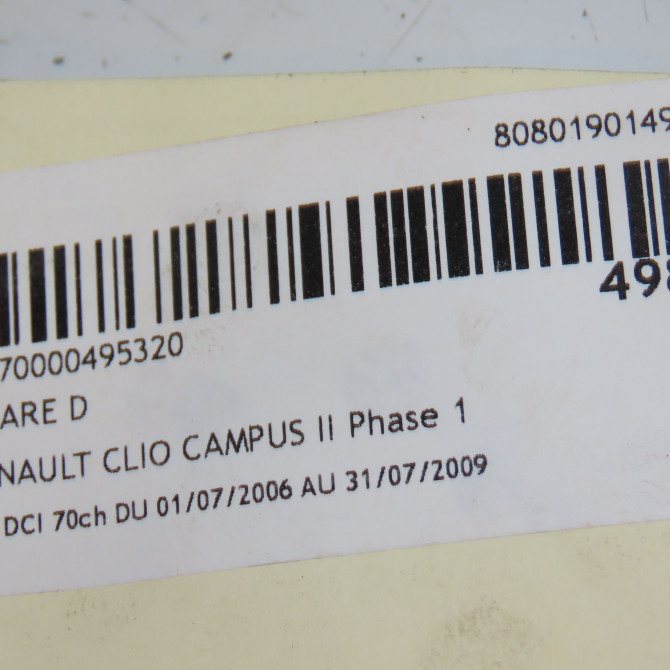 8080190149
498
70000495320
ARE D
NAULT CLIO CAMPUS II Phase 1
DCI 70ch DU 01/07/2006 AU 31/07/2009